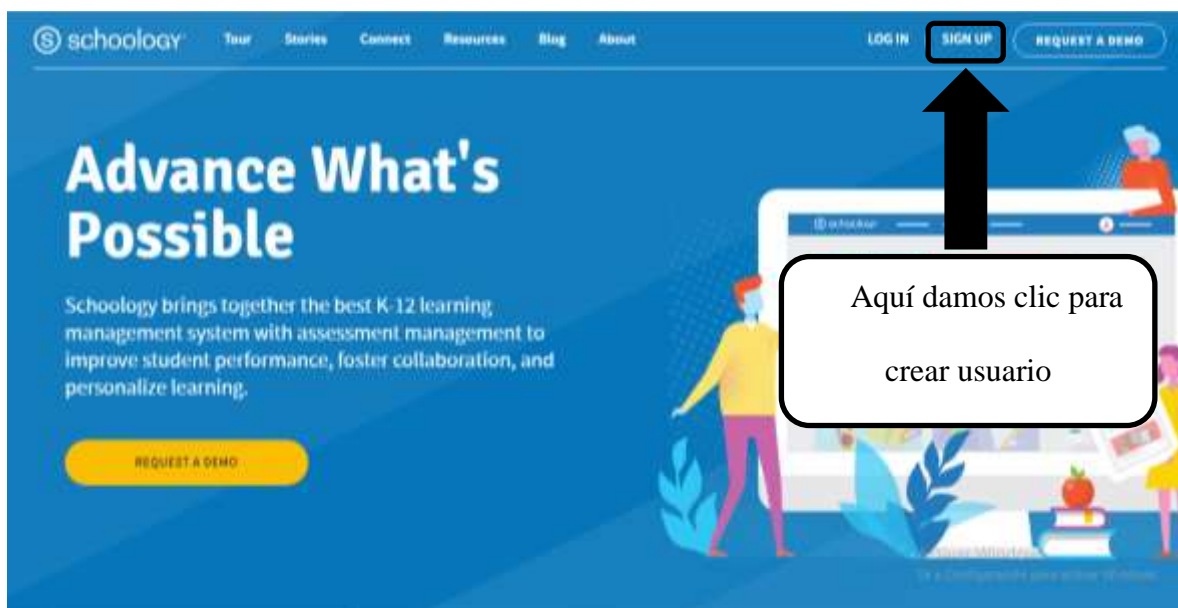 schoology Tour Stories Connect Resources Blog About LOG IN SIGN UP REQUEST A DEMO
Advance What's
Possible
Schoology brings together the best K-12 learning
management system with assessment management to
improve student performance, foster collaboration, and
personalize learning.
REQUEST A DEMO
schoology
Aquí damos clic para
crear usuario